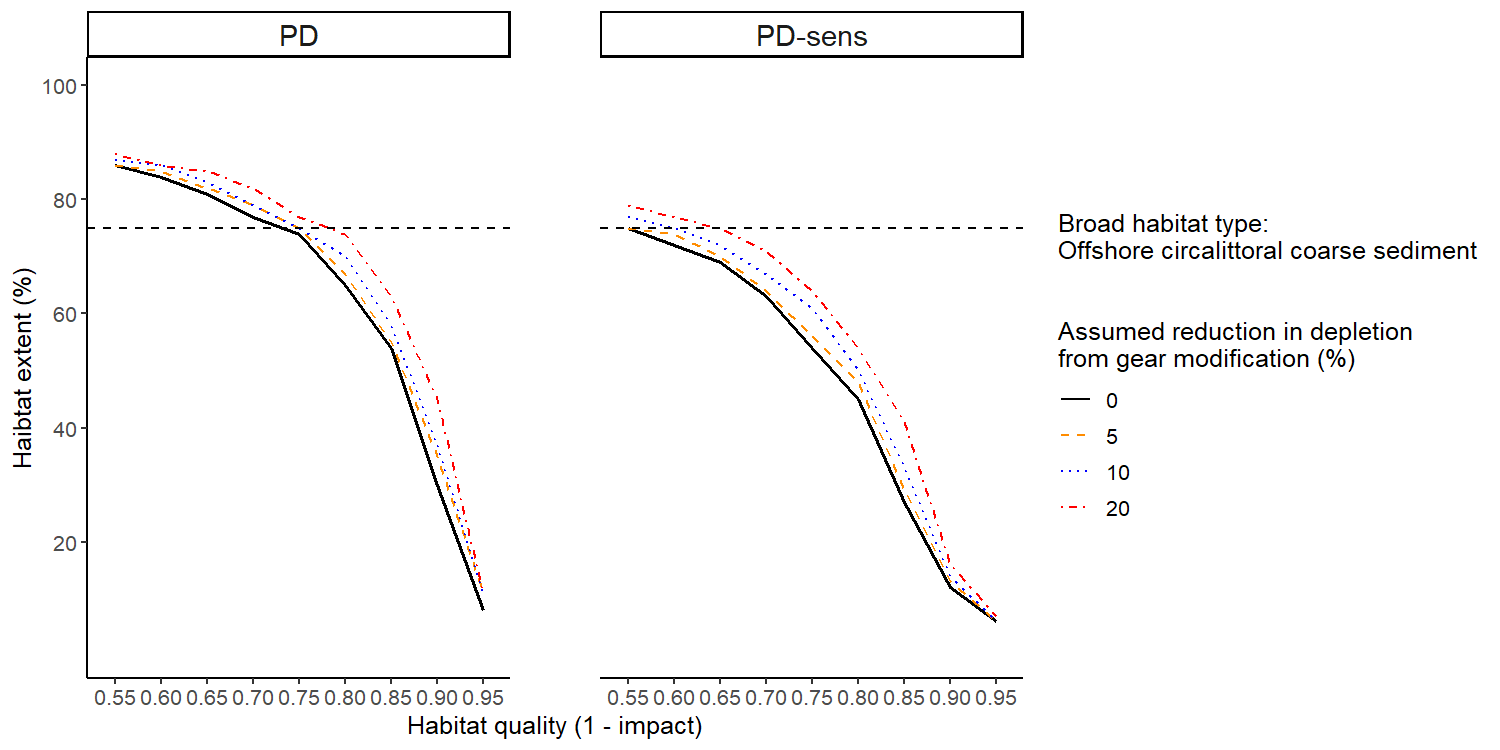 PD
PD-sens
100
80
60
40
20
Haibtat extent (%)
0.55 0.60 0.65 0.70 0.75 0.80 0.85 0.90 0.95
0.55 0.60 0.65 0.70 0.75 0.80 0.85 0.90 0.95
Habitat quality (1 - impact)
Broad habitat type:
Offshore circalittoral coarse sediment
Assumed reduction in depletion
from gear modification (%)
0
5
10
20